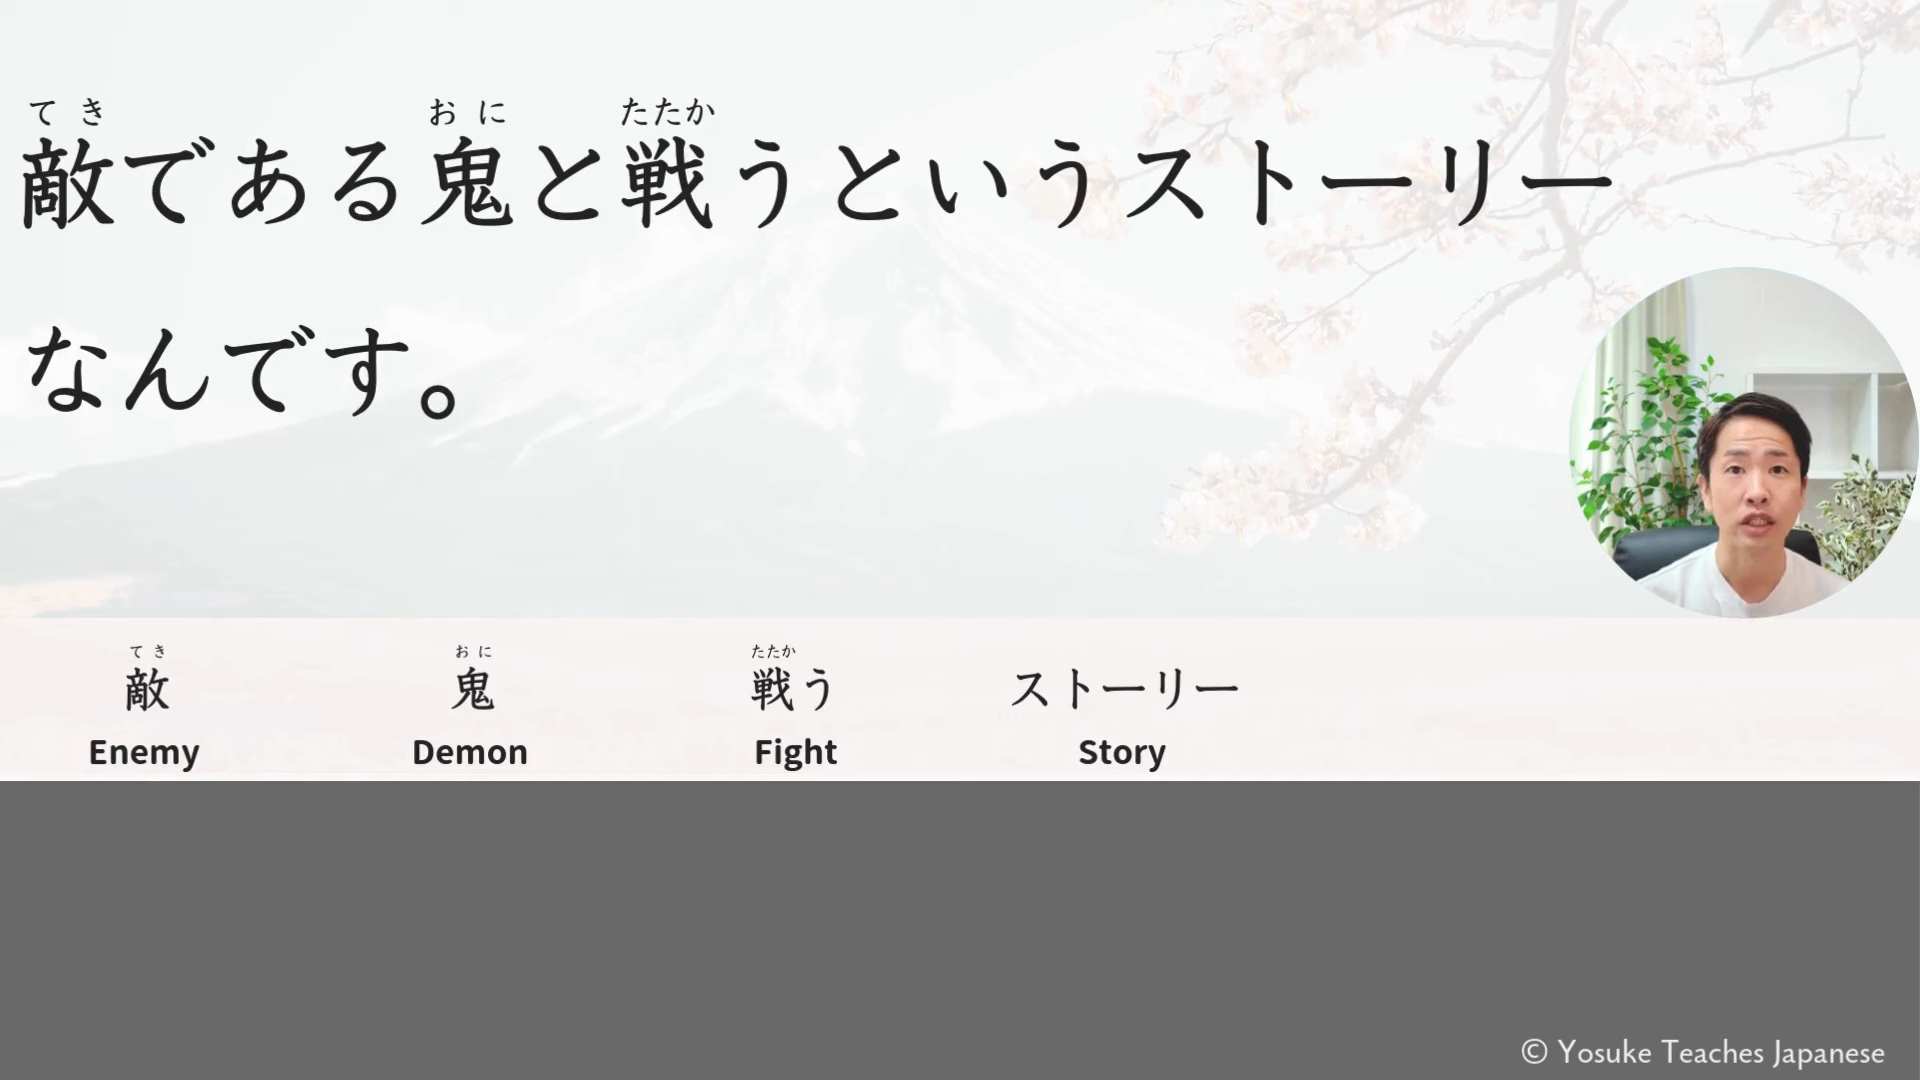 て き お に たたか
敵である鬼と戦うというストーリー
なんです。
て き お に たたか
敵 鬼 戦う ストーリー
Enemy Demon Fight Story
© Yosuke Teaches Japanese